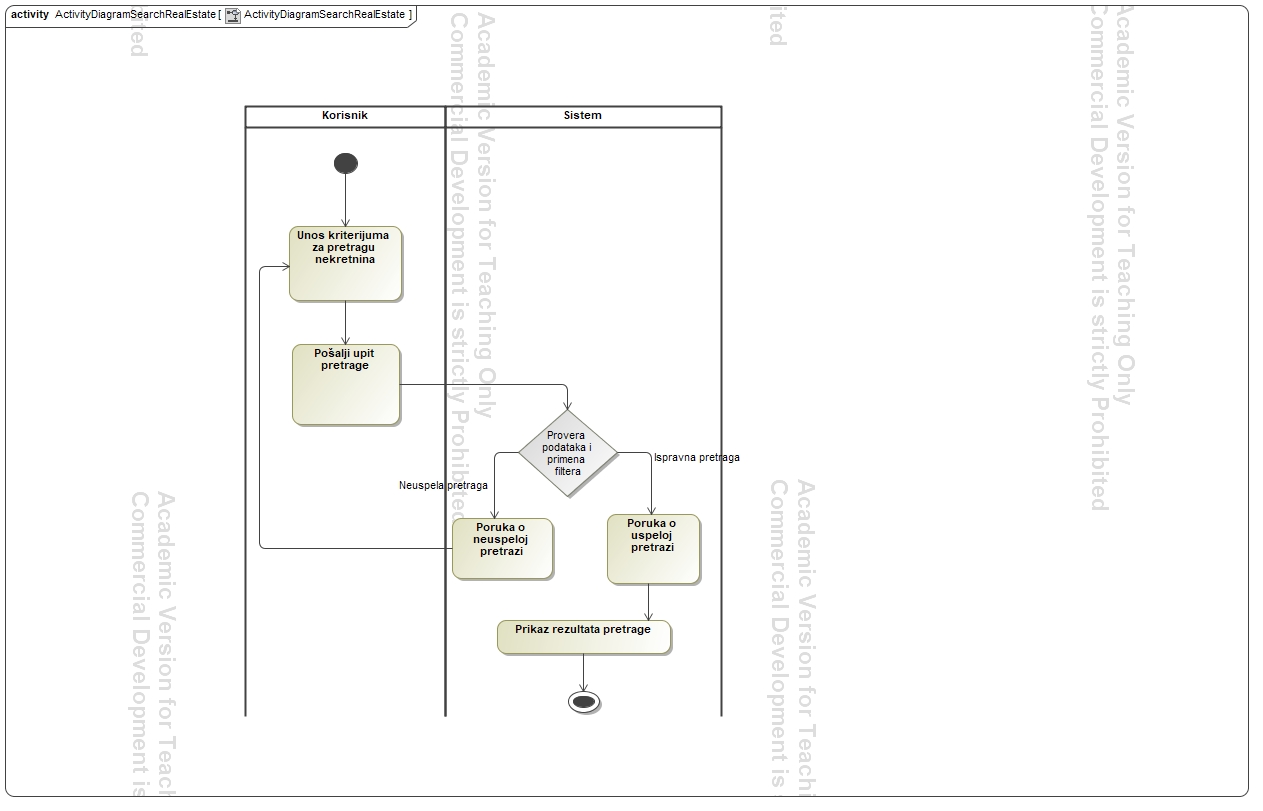 activity ActivityDiagramSearchRealEstate [ ActivityDiagramSearchRealEstate ]
Korisnik
Sistem
Unos kriterijuma
za pretragu
nekretnina
Pošalji upit
pretrage
Provera
podataka i
primena
filtera
Ispravna pretraga
Neuspela pretraga
Poruka o
neuspeloj
pretrazi
Poruka o
uspeloj
pretrazi
Prikaz rezultata pretrage
ited
Academic Version for Teaching Only
Commercial Development is strictly Prohibited
ited
Academic Version for Teaching Only
Commercial Development is strictly Prohibited
Academic Version for Teach
Commercial Development is
Academic Version for Teachi
Commercial Development is